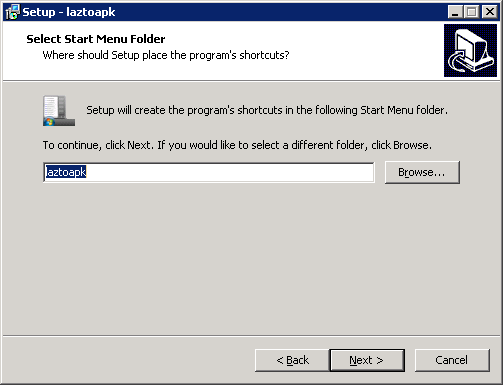 Setup - laztoapk
Select Start Menu Folder
Where should Setup place the program's shortcuts?
Setup will create the program's shortcuts in the following Start Menu folder.
To continue, click Next. If you would like to select a different folder, click Browse.
laztoapk
Browse...
< Back
Next >
Cancel